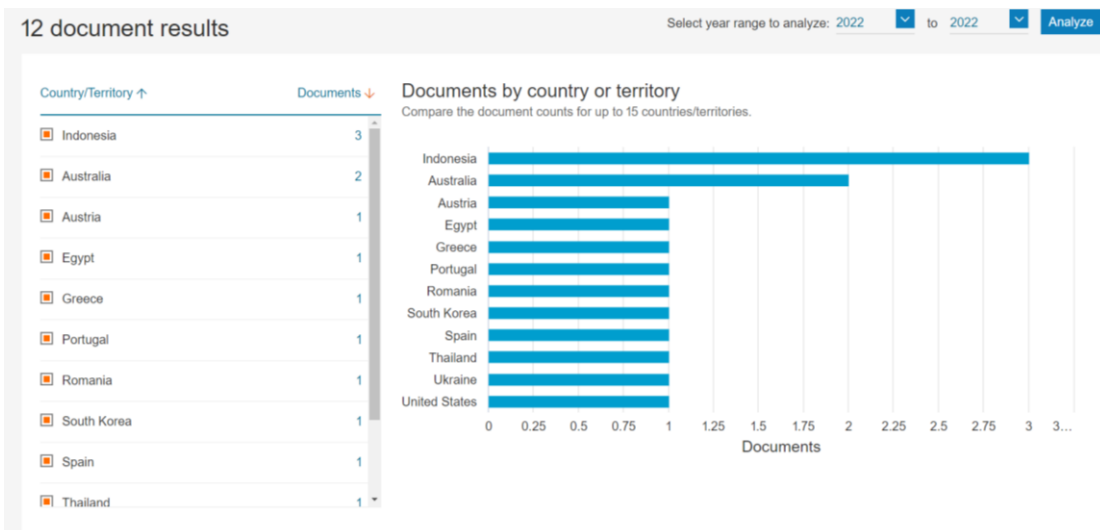 12 document results
Select year range to analyze: 2022 to 2022 Analyze
Country/Territory Documents
Indonesia 3
Australia 2
Austria 1
Egypt 1
Greece 1
Portugal 1
Romania 1
South Korea 1
Spain 1
Thailand 1
Documents by country or territory
Compare the document counts for up to 15 countries/territories.
Indonesia
Australia
Austria
Egypt
Greece
Portugal
Romania
South Korea
Spain
Thailand
Ukraine
United States
0 0.25 0.5 0.75 1 1.25 1.5 1.75 2 2.25 2.5 2.75 3 3...
Documents